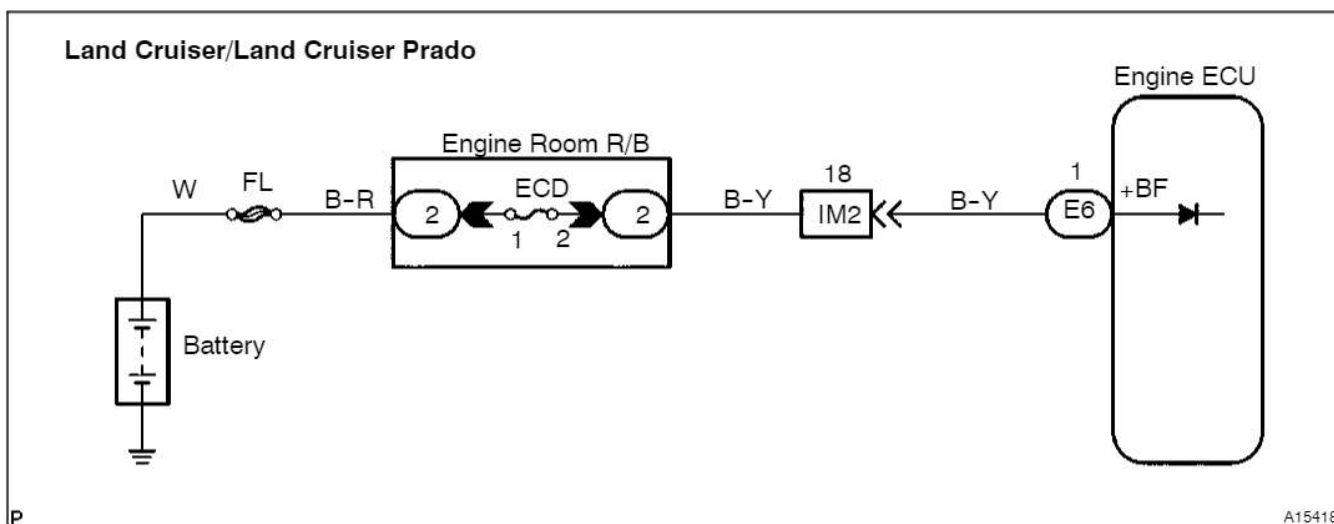 Land Cruiser/Land Cruiser Prado
Engine ECU
Engine Room R/B
W
FL
B-R
2
ECD
1
2
2
B-Y
18
IM2
B-Y
1
E6
+BF
Battery
P
A15418